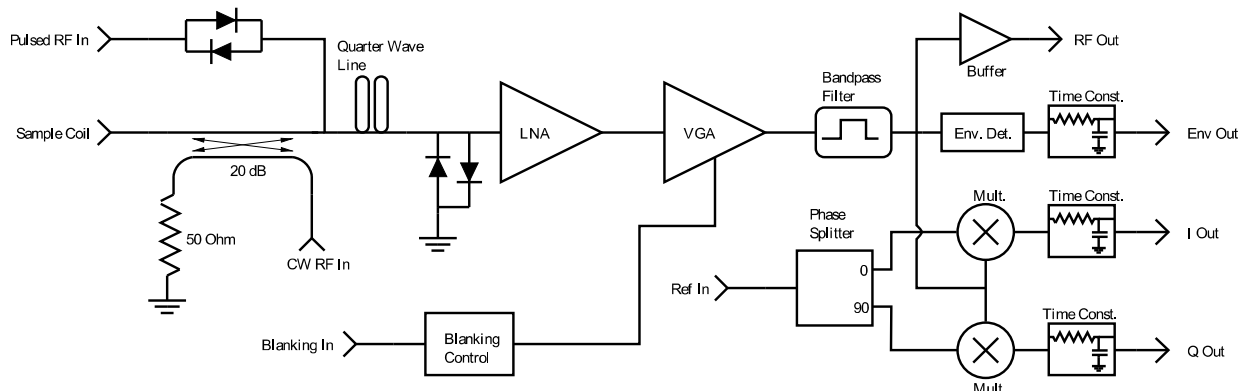 Pulsed RF In
Quarter Wave
Line
Sample Coil
20 dB
50 Ohm
CW RF In
LNA
VGA
Bandpass
Filter
Buffer
RF Out
Env. Det.
Time Const.
Env Out
Mult.
Time Const.
I Out
Phase
Splitter
0
90
Ref In
Blanking In
Blanking
Control
Time Const.
Q Out
Mult.